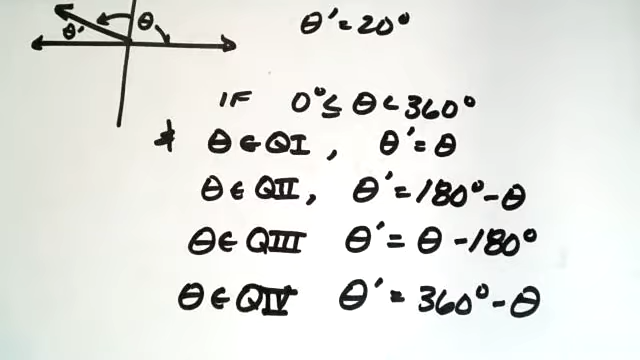 θ
θ'
θ' = 20°
IF 0° ≤ θ < 360°
& θ ∈ QI, θ' = θ
θ ∈ QII, θ' = 180° - θ
θ ∈ QIII θ' = θ - 180°
θ ∈ QIV θ' = 360° - θ